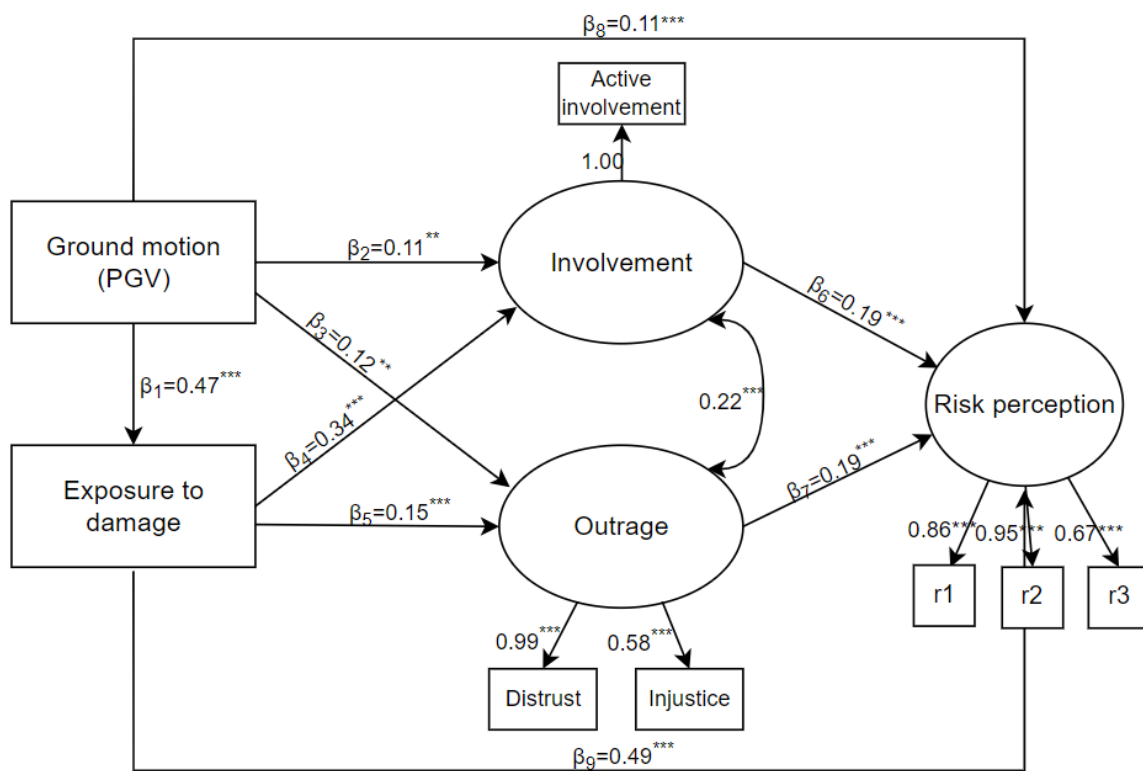 β₈=0.11***
Active
involvement
1.00
Ground motion
(PGV)
β₂=0.11**
Involvement
β₆=0.19***
β₃=0.12**
β₁=0.47***
0.22***
Risk perception
β₄=0.34***
Exposure to
damage
β₅=0.15***
Outrage
β₇=0.19***
0.86***
0.95***
0.67***
r1
r2
r3
0.99***
0.58***
Distrust
Injustice
β₉=0.49***